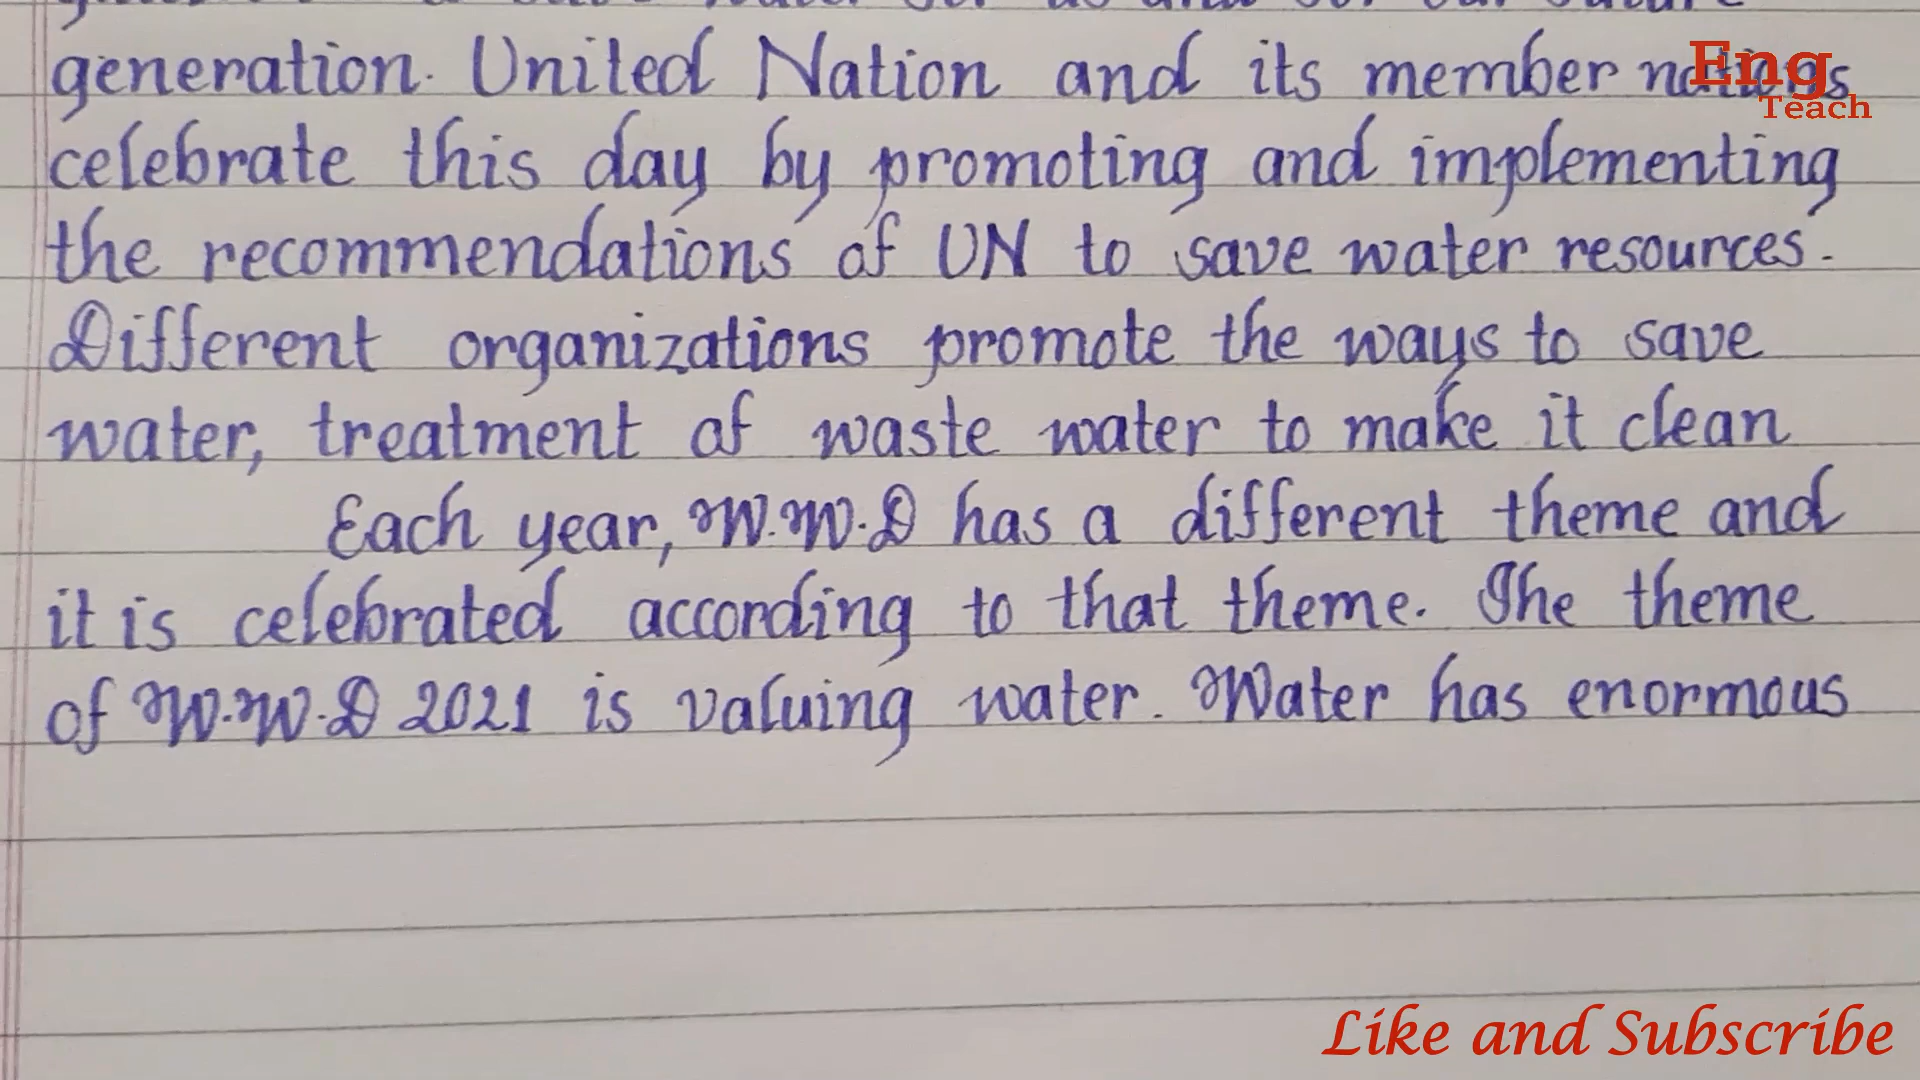 generation. United Nation and its member nations
Eng
Teach
celebrate this day by promoting and implementing
the recommendations of UN to save water resources.
Different organizations promote the ways to save
water, treatment of waste water to make it clean
Each year, W.W.D has a different theme and
it is celebrated according to that theme. The theme
of W.W.D 2021 is valuing water. Water has enormous
Like and Subscribe